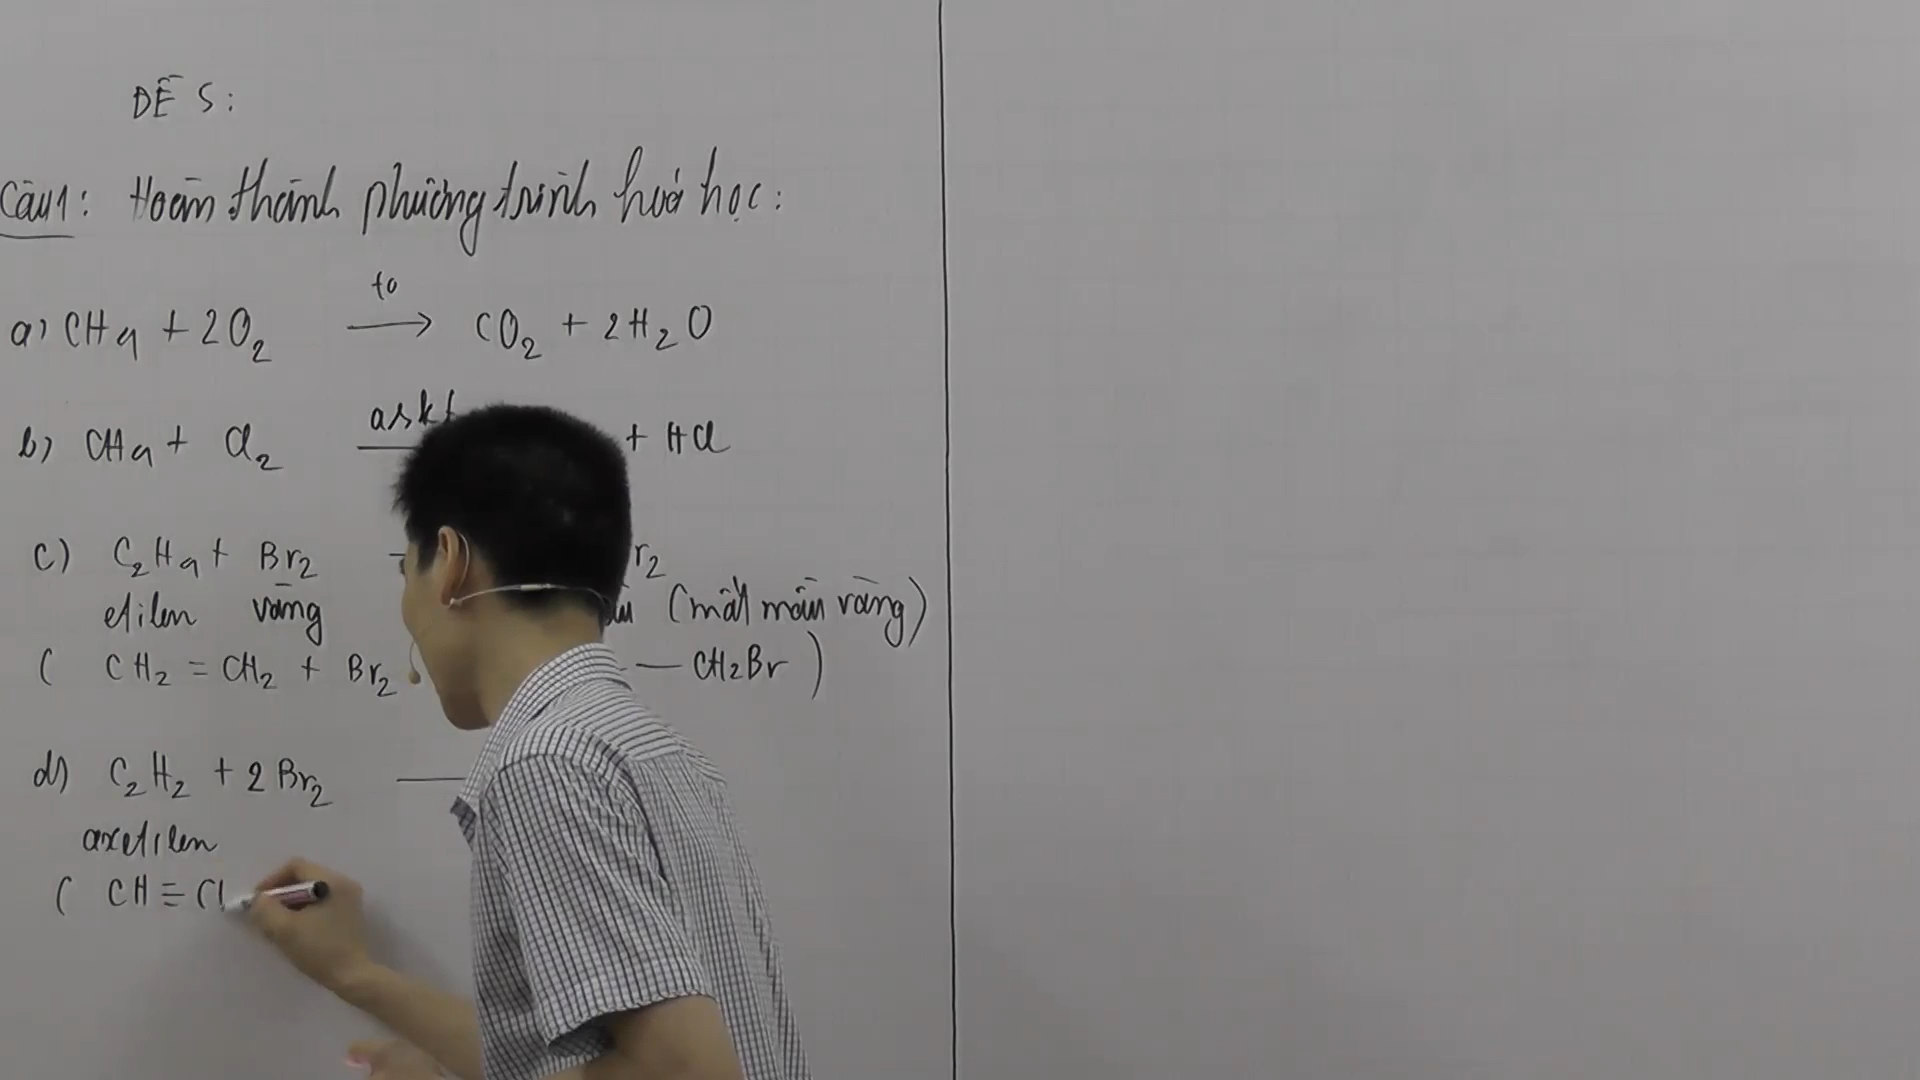 ĐỀ 5:
Câu 1: Hoàn thành phương trình hoá học:
a) CH₄ + 2O₂ →(t⁰) CO₂ + 2H₂O
b) CH₄ + Cl₂ askt + HCl
c) C₂H₄ + Br₂ r₂
etilen vàng (mất màu vàng)
( CH₂ = CH₂ + Br₂ — CH₂Br )
d) C₂H₂ + 2Br₂
axetilen
( CH ≡ C